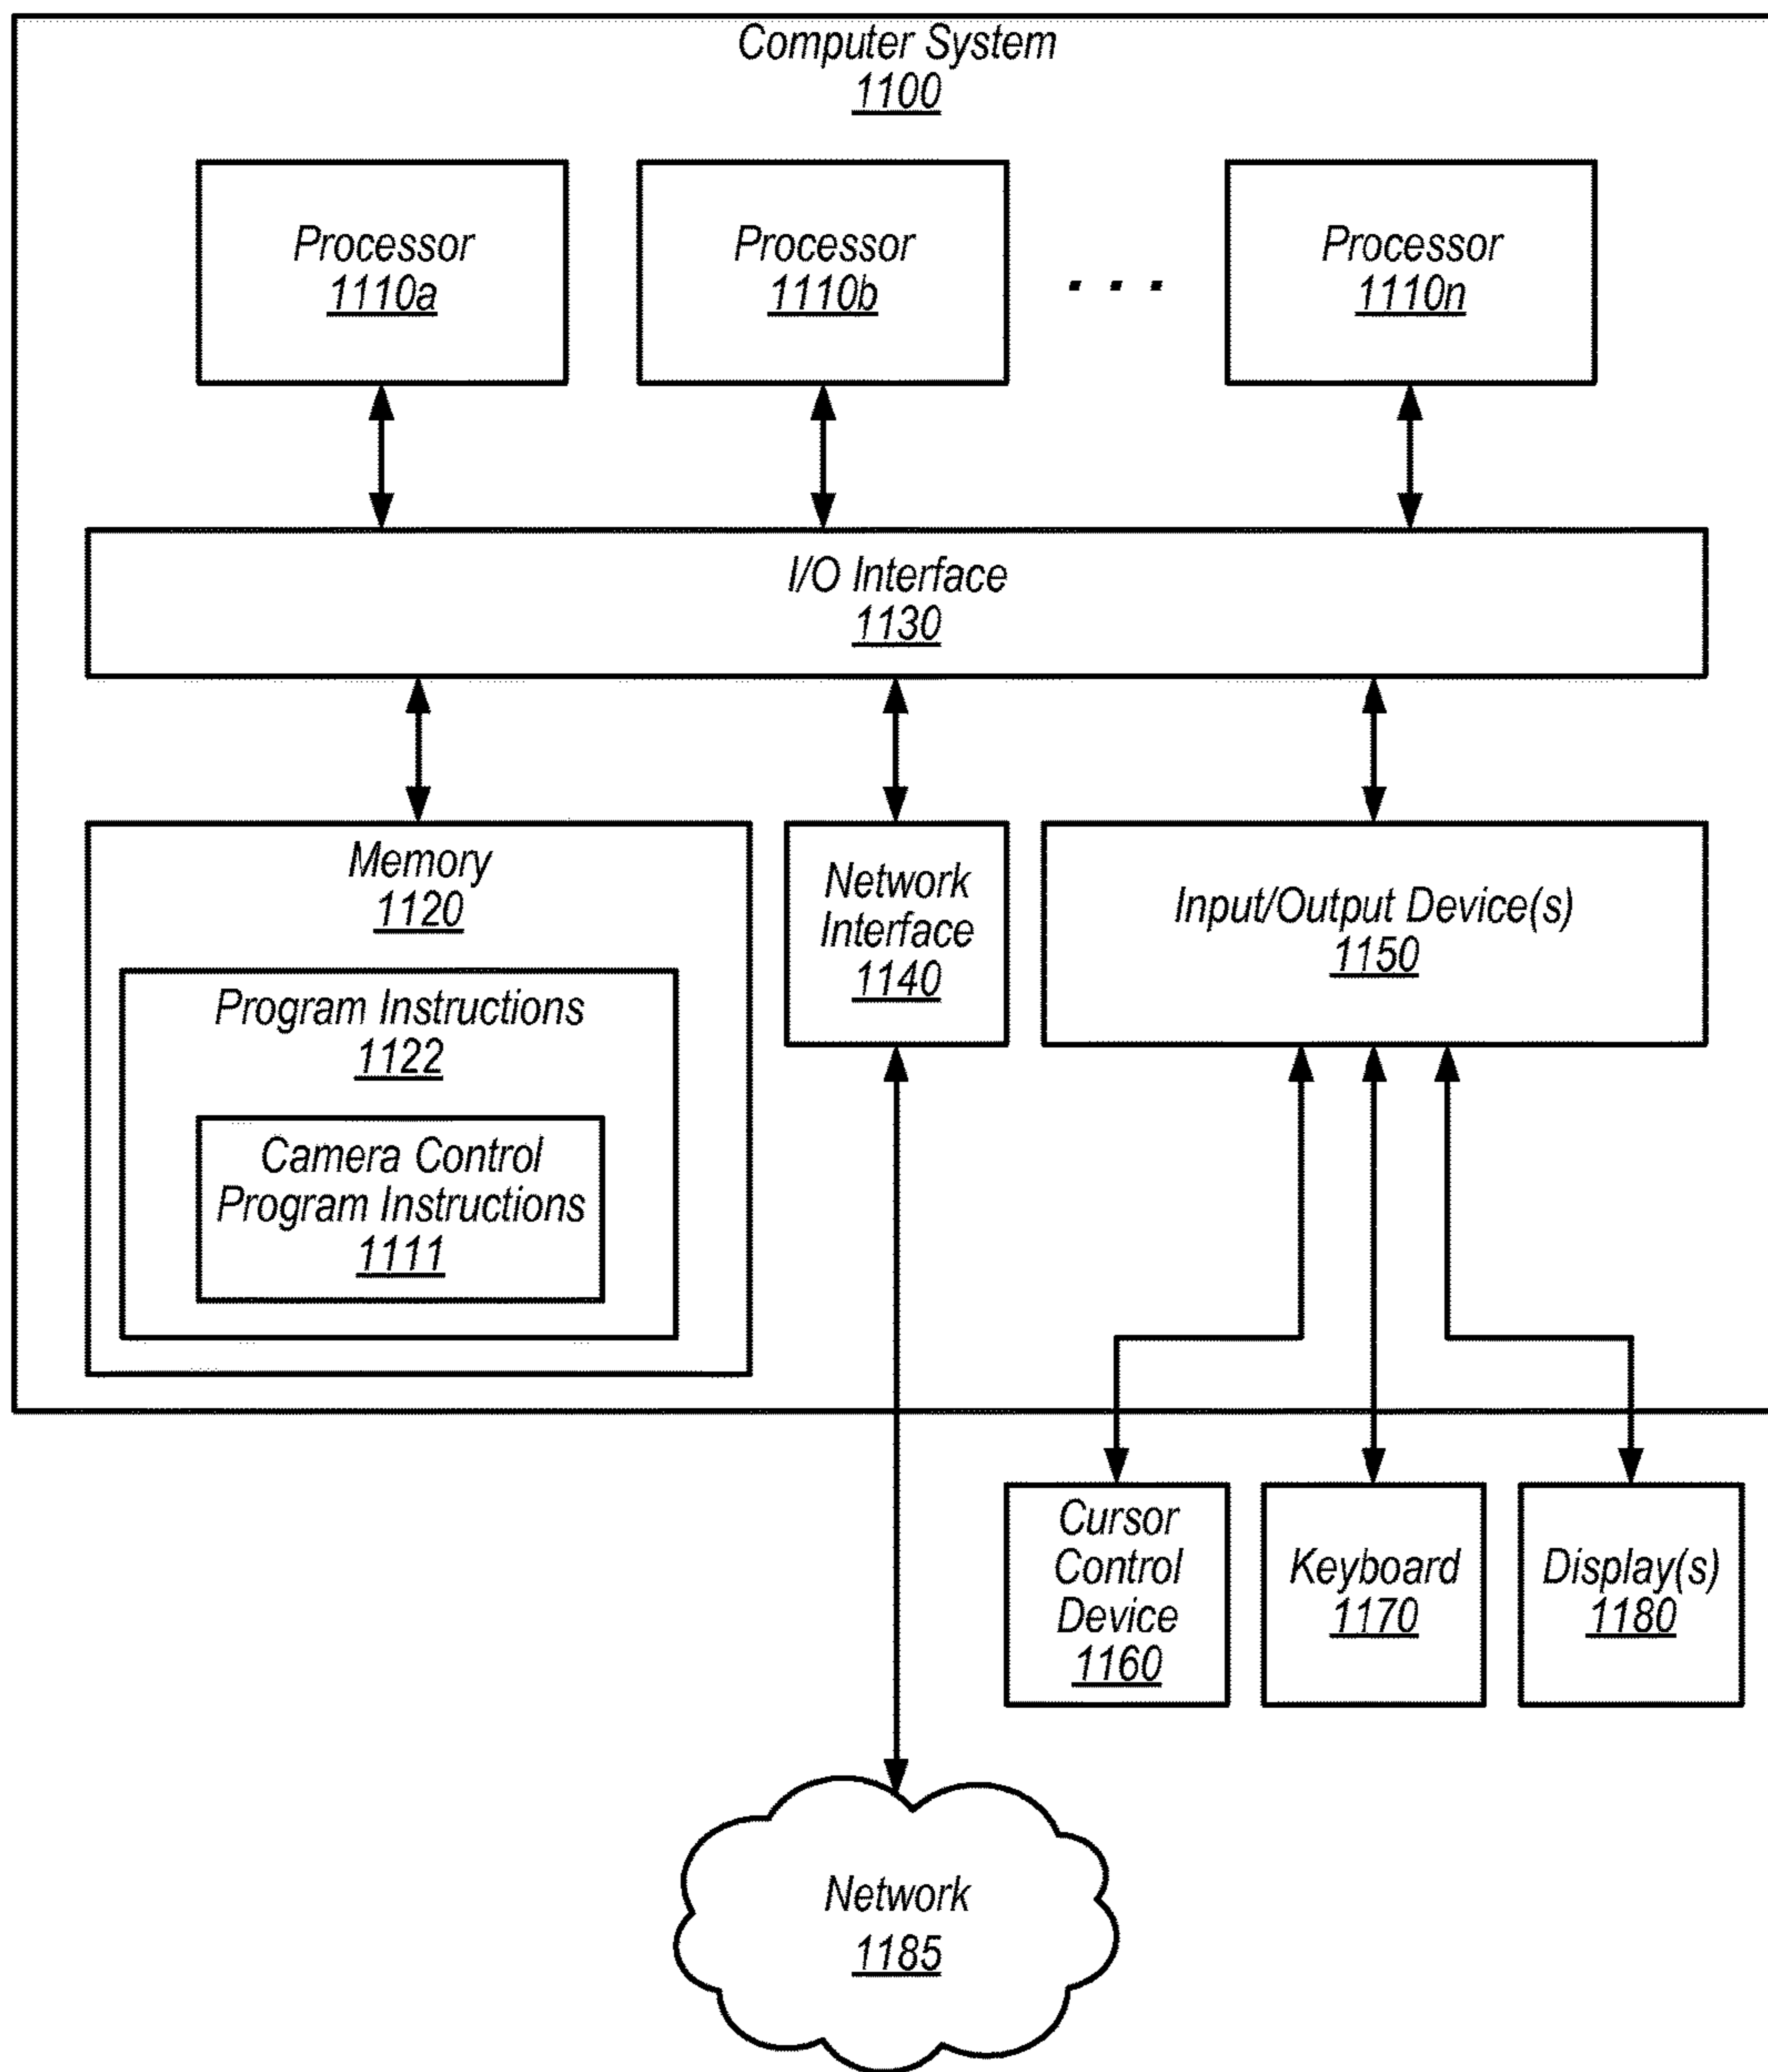 Computer System
1100
Processor
1110a
Processor
1110b
. . .
Processor
1110n
I/O Interface
1130
Memory
1120
Program Instructions
1122
Camera Control
Program Instructions
1111
Network
Interface
1140
Input/Output Device(s)
1150
Cursor
Control
Device
1160
Keyboard
1170
Display(s)
1180
Network
1185